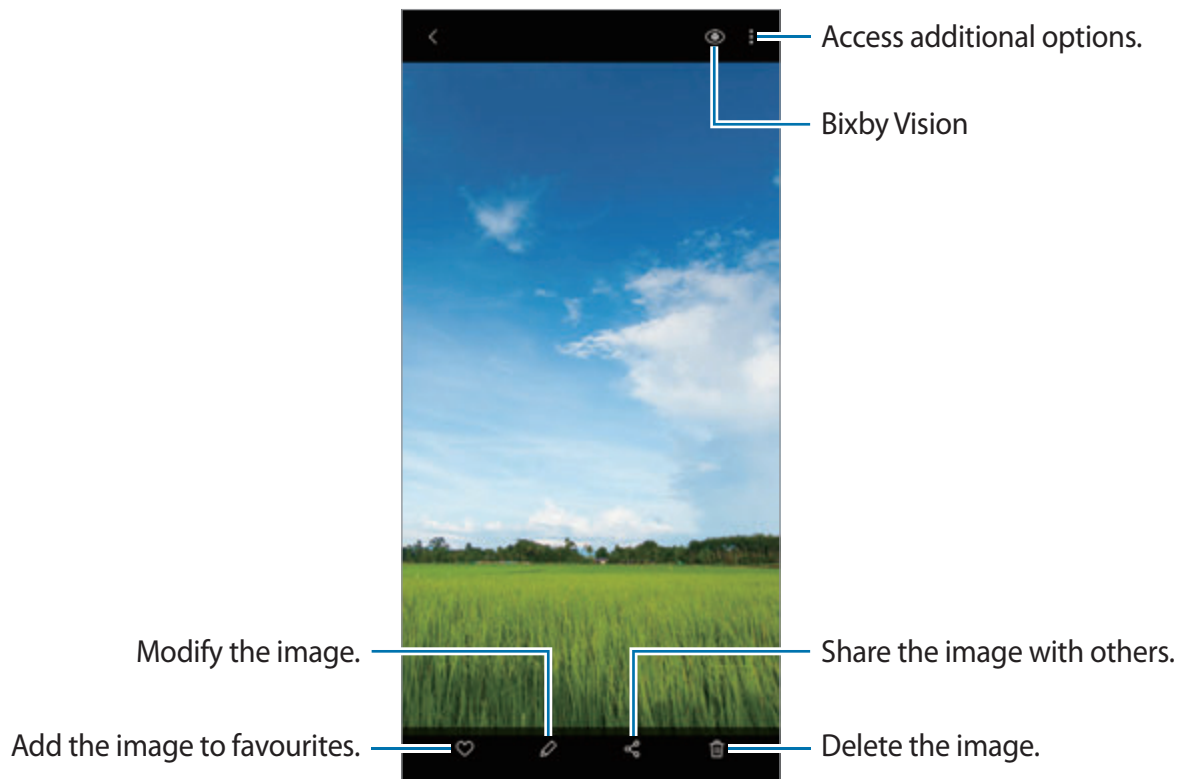 Access additional options.
Bixby Vision
Modify the image.
Share the image with others.
Add the image to favourites.
Delete the image.